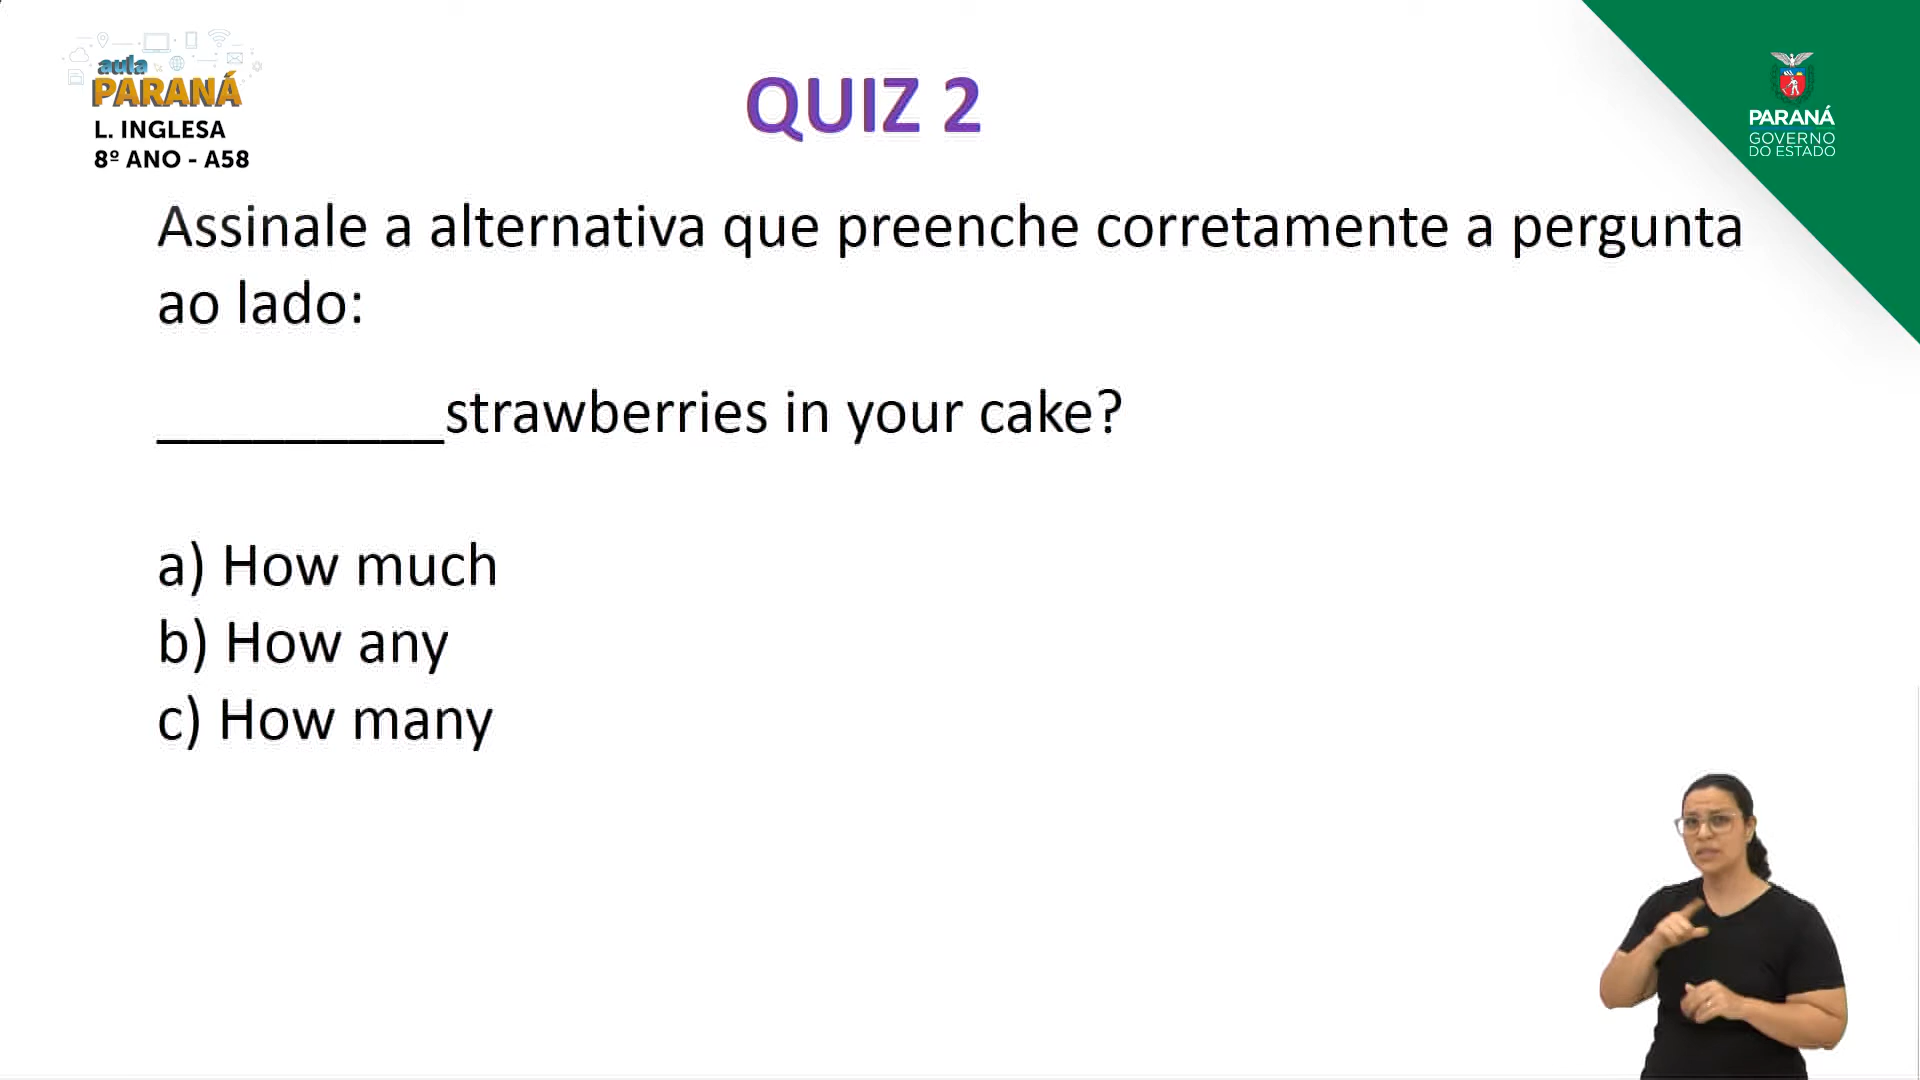 aula
PARANÁ
L. INGLESA
8º ANO - A58
QUIZ 2
PARANÁ
GOVERNO
DO ESTADO
Assinale a alternativa que preenche corretamente a pergunta
ao lado:
_________strawberries in your cake?
a) How much
b) How any
c) How many